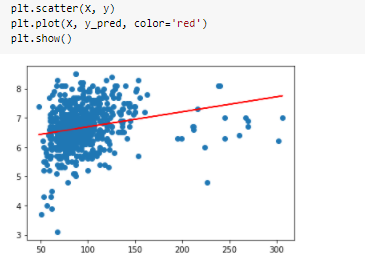 plt.scatter(X, y)
plt.plot(X, y_pred, color='red')
plt.show()
8
7
6
5
4
3
50 100 150 200 250 300